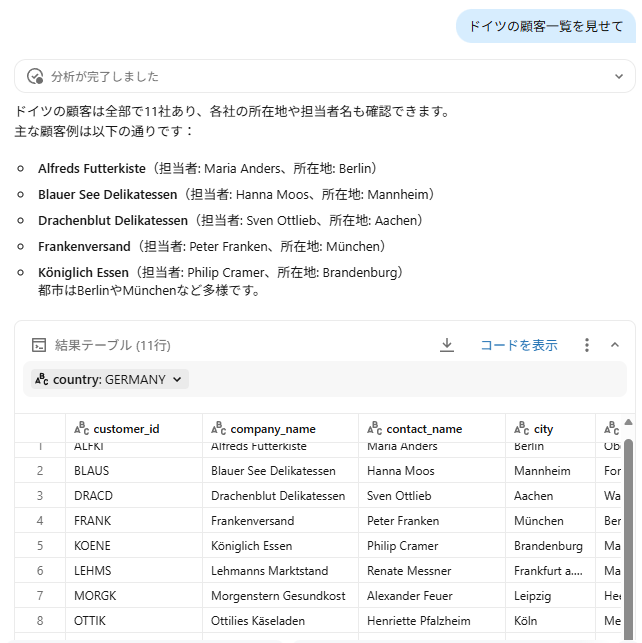 ドイツの顧客一覧を見せて
分析が完了しました
ドイツの顧客は全部で11社あり、各社の所在地や担当者名も確認できます。
主な顧客例は以下の通りです：
Alfreds Futterkiste（担当者: Maria Anders、所在地: Berlin）
Blauer See Delikatessen（担当者: Hanna Moos、所在地: Mannheim）
Drachenblut Delikatessen（担当者: Sven Ottlieb、所在地: Aachen）
Frankenversand（担当者: Peter Franken、所在地: München）
Königlich Essen（担当者: Philip Cramer、所在地: Brandenburg）
都市はBerlinやMünchenなど多様です。
結果テーブル (11行) コードを表示
ABC country: GERMANY
ABC customer_id ABC company_name ABC contact_name ABC city ABC
1 ALFKI Alfreds Futterkiste Maria Anders Berlin Ob
2 BLAUS Blauer See Delikatessen Hanna Moos Mannheim For
3 DRACD Drachenblut Delikatessen Sven Ottlieb Aachen Wa
4 FRANK Frankenversand Peter Franken München Ber
5 KOENE Königlich Essen Philip Cramer Brandenburg Ma
6 LEHMS Lehmanns Marktstand Renate Messner Frankfurt a.... Ma
7 MORGK Morgenstern Gesundkost Alexander Feuer Leipzig Hee
8 OTTIK Ottilies Käseladen Henriette Pfalzheim Köln Me